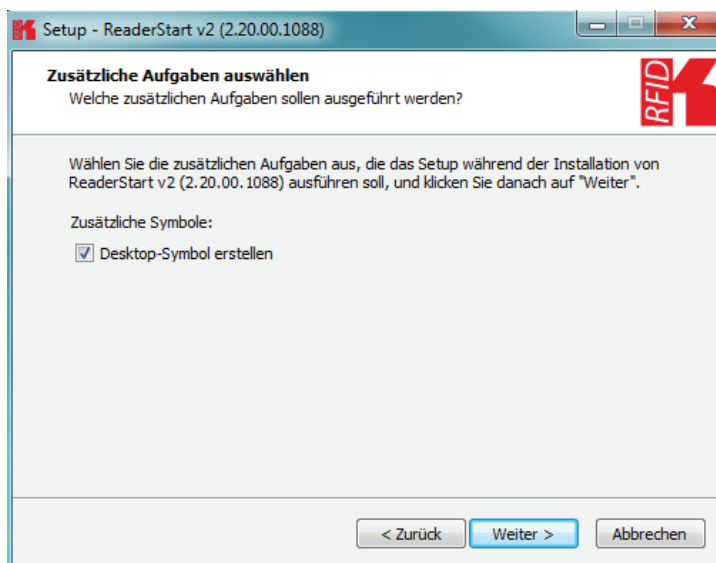 Setup - ReaderStart v2 (2.20.00.1088)
Zusätzliche Aufgaben auswählen
Welche zusätzlichen Aufgaben sollen ausgeführt werden?
RFID
Wählen Sie die zusätzlichen Aufgaben aus, die das Setup während der Installation von
ReaderStart v2 (2.20.00.1088) ausführen soll, und klicken Sie danach auf "Weiter".
Zusätzliche Symbole:
Desktop-Symbol erstellen
< Zurück Weiter > Abbrechen